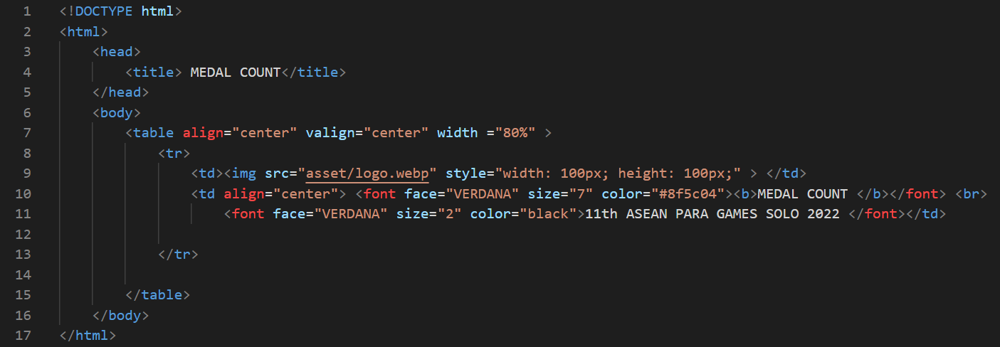 1 <!DOCTYPE html>
2 <html>
3 <head>
4 <title> MEDAL COUNT</title>
5 </head>
6 <body>
7 <table align="center" valign="center" width ="80%" >
8 <tr>
9 <td><img src="asset/logo.webp" style="width: 100px; height: 100px;" > </td>
10 <td align="center"> <font face="VERDANA" size="7" color="#8f5c04"><b>MEDAL COUNT </b></font> <br>
11 <font face="VERDANA" size="2" color="black">11th ASEAN PARA GAMES SOLO 2022 </font></td>
12
13 </tr>
14
15 </table>
16 </body>
17 </html>